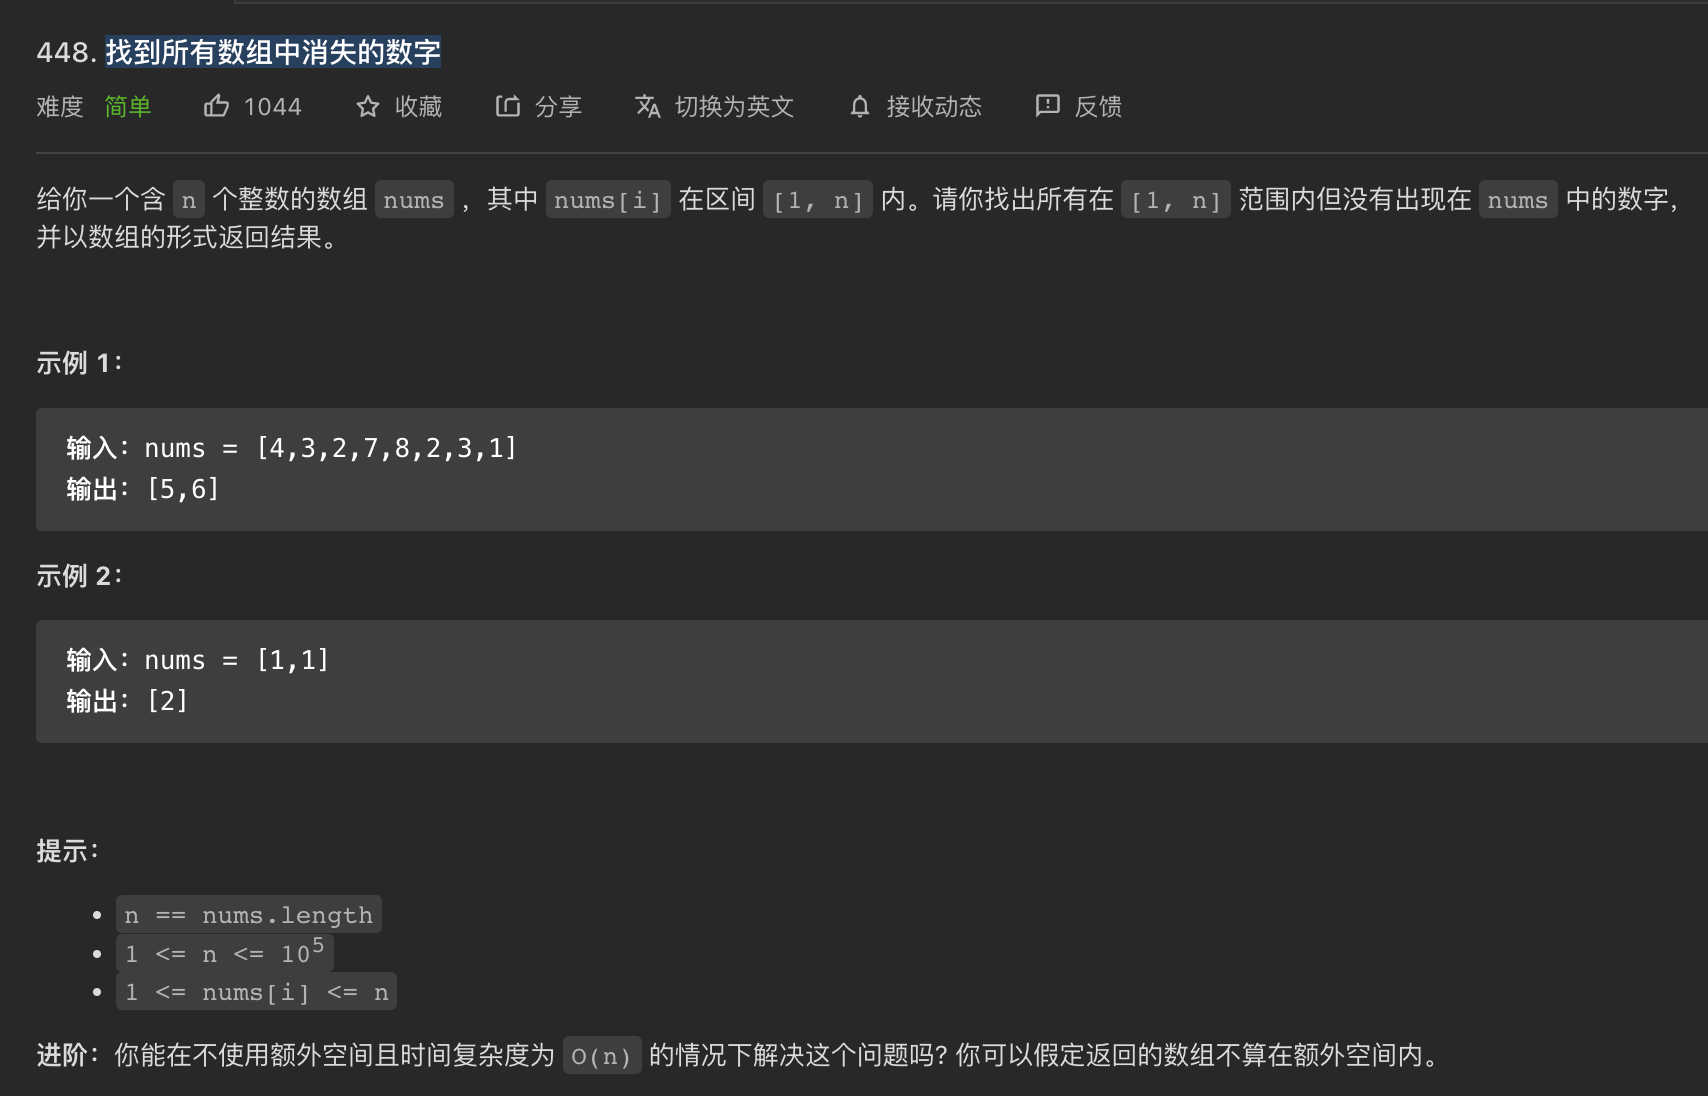 448. 找到所有数组中消失的数字
难度 简单 1044 收藏 分享 切换为英文 接收动态 反馈
给你一个含 n 个整数的数组 nums ，其中 nums[i] 在区间 [1, n] 内。请你找出所有在 [1, n] 范围内但没有出现在 nums 中的数字，
并以数组的形式返回结果。
示例 1：
输入：nums = [4,3,2,7,8,2,3,1]
输出：[5,6]
示例 2：
输入：nums = [1,1]
输出：[2]
提示：
• n == nums.length
• 1 <= n <= 10⁵
• 1 <= nums[i] <= n
进阶：你能在不使用额外空间且时间复杂度为 O(n) 的情况下解决这个问题吗? 你可以假定返回的数组不算在额外空间内。